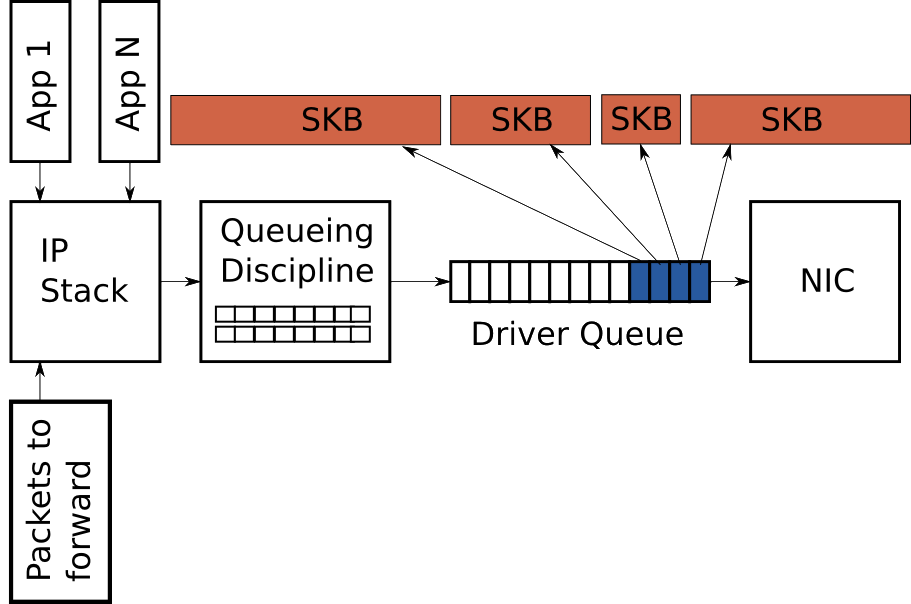 App 1
App N
SKB
SKB
SKB
SKB
IP
Stack
Queueing
Discipline
Driver Queue
NIC
Packets to
forward